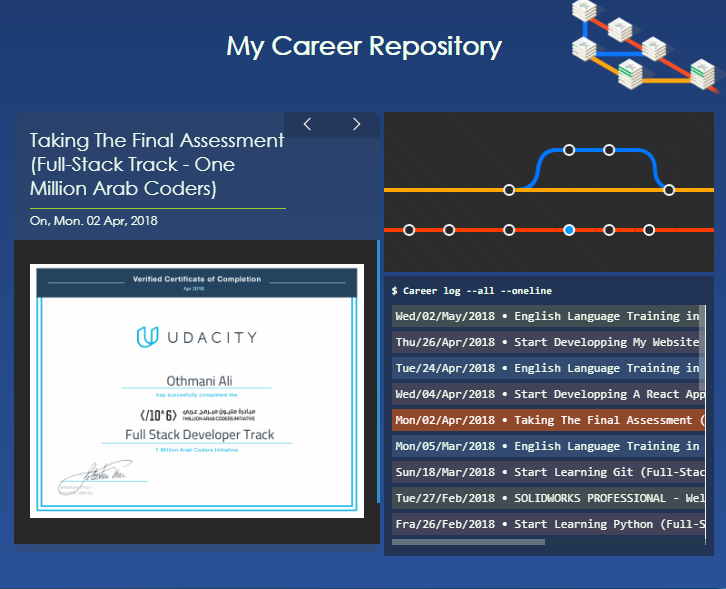 My Career Repository
Taking The Final Assessment
(Full-Stack Track - One
Million Arab Coders)
On, Mon. 02 Apr, 2018
Verified Certificate of Completion
Apr 2018
UDACITY
Othmani Ali
has succesfully completed the
</10^6>
مبادرة مليون مبرمج عربي
1 MILLION ARAB CODERS INITIATIVE
Full Stack Developer Track
1 Million Arab Coders Initiative
$ Career log --all --oneline
Wed/02/May/2018 • English Language Training in
Thu/26/Apr/2018 • Start Developping My Website
Tue/24/Apr/2018 • English Language Training in
Wed/04/Apr/2018 • Start Developping A React App
Mon/02/Apr/2018 • Taking The Final Assessment (
Mon/05/Mar/2018 • English Language Training in
Sun/18/Mar/2018 • Start Learning Git (Full-Stac
Tue/27/Feb/2018 • SOLIDWORKS PROFESSIONAL - Wel
Fra/26/Feb/2018 • Start Learning Python (Full-S